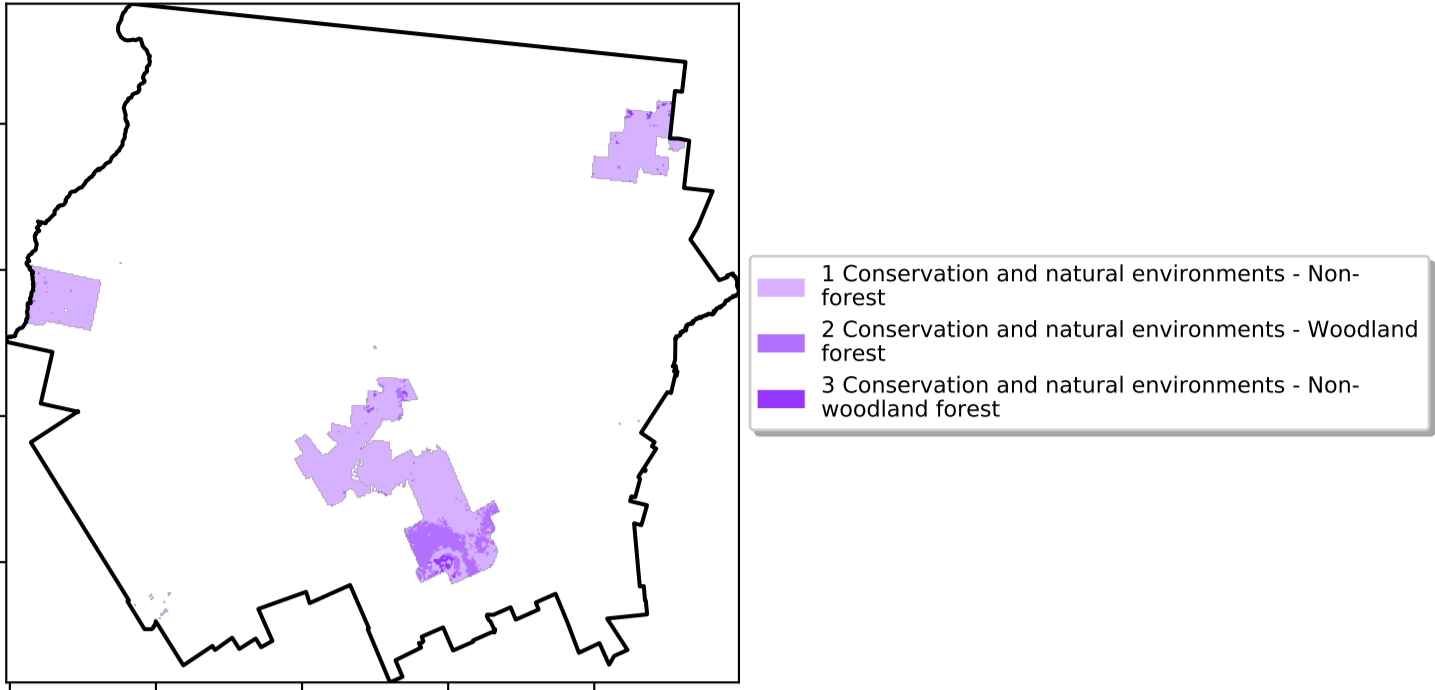 1 Conservation and natural environments - Non-
forest
2 Conservation and natural environments - Woodland
forest
3 Conservation and natural environments - Non-
woodland forest